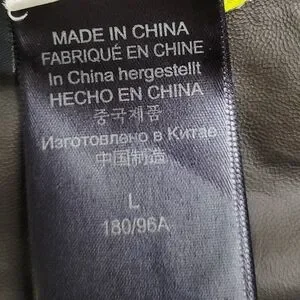 MADE IN CHINA
FABRIQUÉ EN CHINE
In China hergestellt
HECHO EN CHINA
중국제품
Изготовлено в Китае
中国制造
L
180/96A